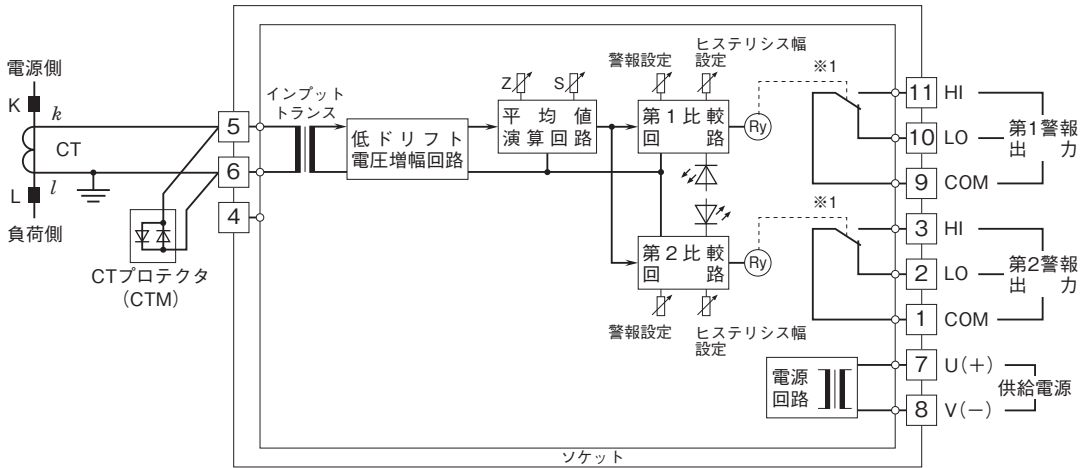 電源側
K
k
CT
L
l
負荷側
CTプロテクタ
(CTM)
5
6
4
インプット
トランス
低ドリフト
電圧増幅回路
Z
S
平均値
演算回路
警報設定
ヒステリシス幅
設定
第1比較
回路
Ry
※1
第2比較
回路
Ry
※1
警報設定
ヒステリシス幅
設定
電源
回路
11 HI
10 LO
9 COM
第1警報
出力
3 HI
2 LO
1 COM
第2警報
出力
7 U(+)
8 V(−)
供給電源
ソケット